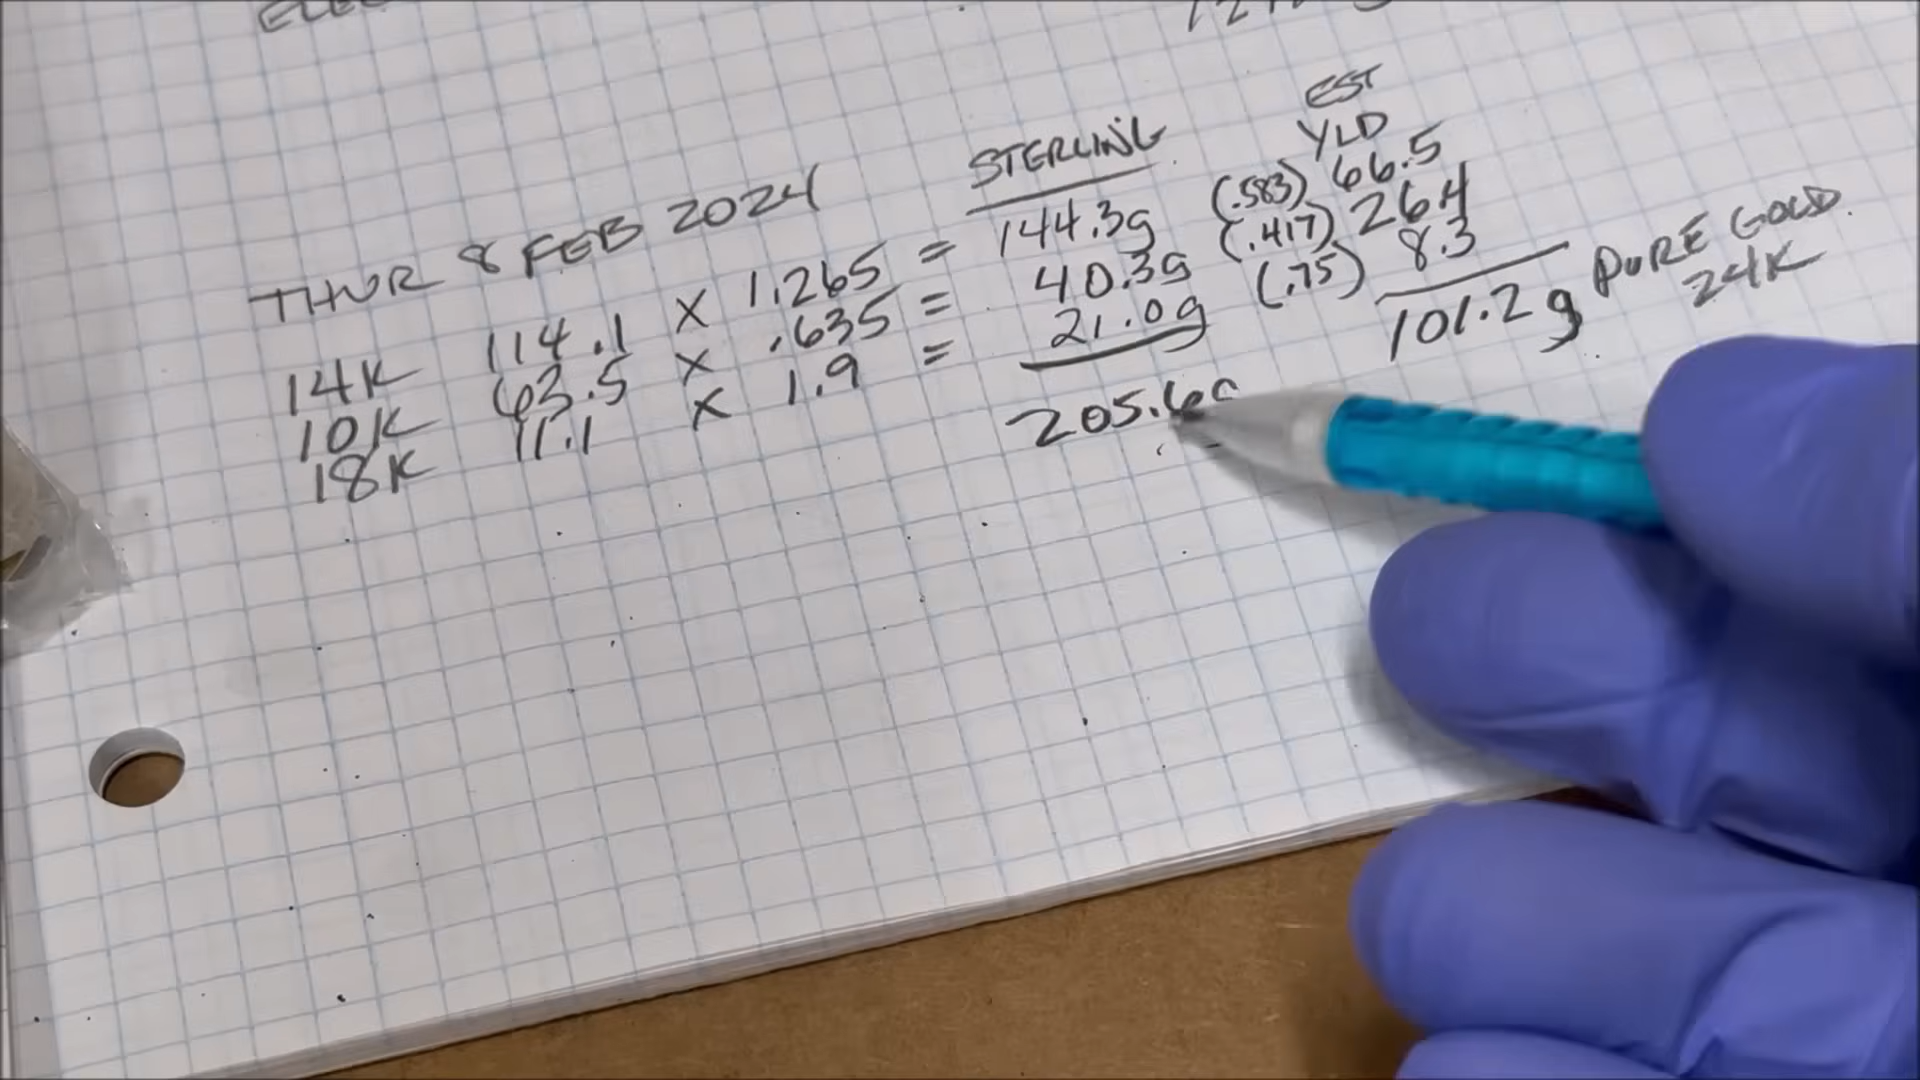 EST
YLD
STERLING
THUR 8 FEB 2024
14K 114.1 X 1.265 = 144.3g (.583) 66.5
10K 63.5 X .635 = 40.3g (.417) 26.4
18K 11.1 X 1.9 = 21.0g (.75) 8.3
205.6g 101.2g PURE GOLD
24K